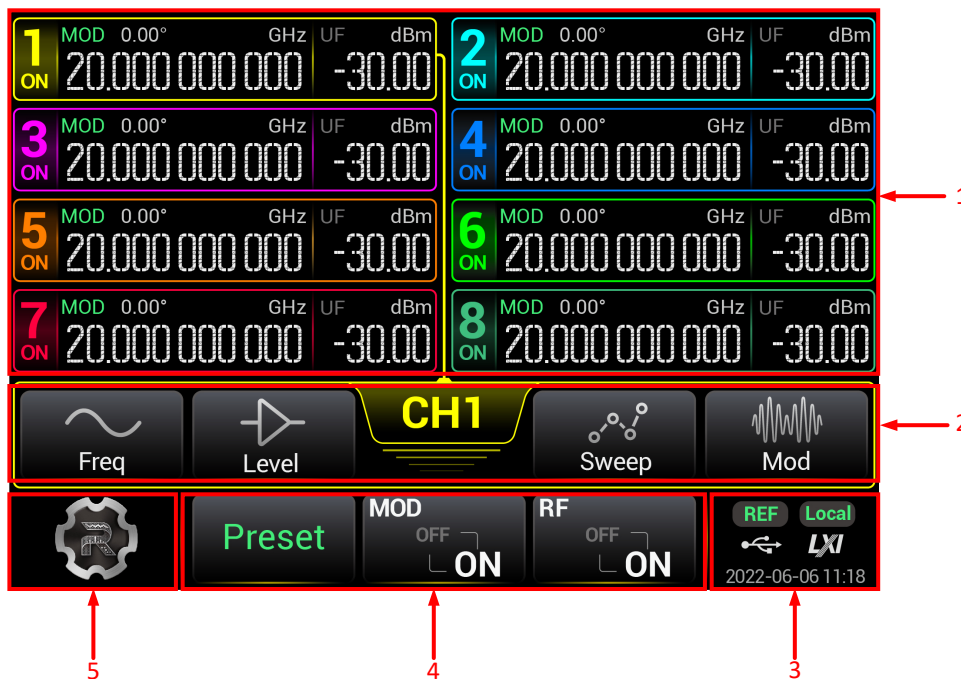 1 MOD 0.00° GHz UF dBm
ON 20.000 000 000 -30.00
2 MOD 0.00° GHz UF dBm
ON 20.000 000 000 -30.00
3 MOD 0.00° GHz UF dBm
ON 20.000 000 000 -30.00
4 MOD 0.00° GHz UF dBm
ON 20.000 000 000 -30.00
5 MOD 0.00° GHz UF dBm
ON 20.000 000 000 -30.00
6 MOD 0.00° GHz UF dBm
ON 20.000 000 000 -30.00
7 MOD 0.00° GHz UF dBm
ON 20.000 000 000 -30.00
8 MOD 0.00° GHz UF dBm
ON 20.000 000 000 -30.00
1
Freq
Level
CH1
Sweep
Mod
2
R
Preset
MOD
OFF
ON
RF
OFF
ON
REF Local
LXI
2022-06-06 11:18
5
4
3